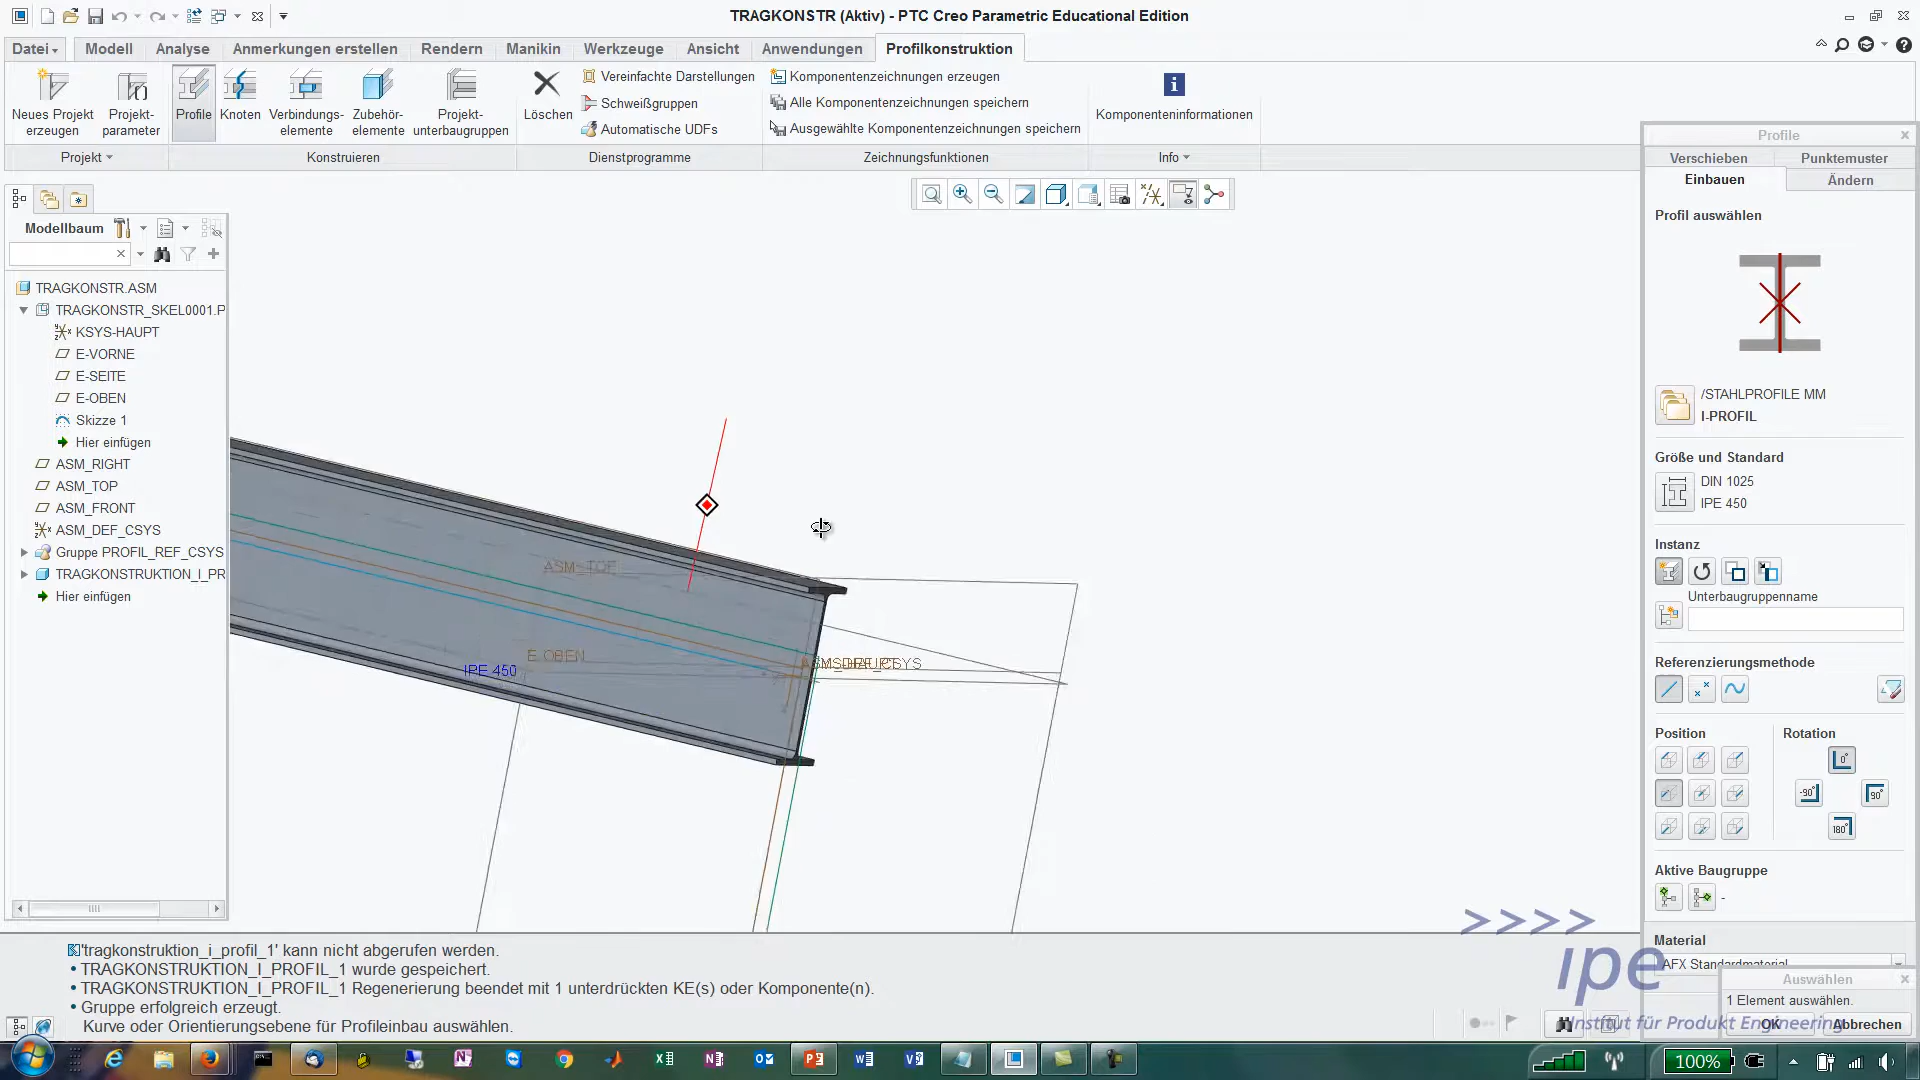 TRAGKONSTR (Aktiv) - PTC Creo Parametric Educational Edition
Datei Modell Analyse Anmerkungen erstellen Rendern Manikin Werkzeuge Ansicht Anwendungen Profilkonstruktion
Neues Projekt erzeugen
Projekt-parameter
Profile
Knoten
Verbindungs-elemente
Zubehör-elemente
Projekt-unterbaugruppen
Löschen
Vereinfachte Darstellungen
Schweißgruppen
Automatische UDFs
Komponentenzeichnungen erzeugen
Alle Komponentenzeichnungen speichern
Ausgewählte Komponentenzeichnungen speichern
Komponenteninformationen
Projekt Konstruieren Dienstprogramme Zeichnungsfunktionen Info
Modellbaum
TRAGKONSTR.ASM
TRAGKONSTR_SKEL0001.P
KSYS-HAUPT
E-VORNE
E-SEITE
E-OBEN
Skizze 1
Hier einfügen
ASM_RIGHT
ASM_TOP
ASM_FRONT
ASM_DEF_CSYS
Gruppe PROFIL_REF_CSYS
TRAGKONSTRUKTION_I_PR
Hier einfügen
ASM_TOP
E-OBEN
IPE 450
Profile
Verschieben Punktemuster
Einbauen Ändern
Profil auswählen
/STAHLPROFILE MM
I-PROFIL
Größe und Standard
DIN 1025
IPE 450
Instanz
Unterbaugruppenname
Referenzierungsmethode
Position Rotation
0°
-90° 90°
180°
Aktive Baugruppe
-
Material
AFX Standardmaterial
>>>>
ipe
Institut für Produkt Engineering
Auswählen
1 Element auswählen.
OK Abbrechen
'tragkonstruktion_i_profil_1' kann nicht abgerufen werden.
• TRAGKONSTRUKTION_I_PROFIL_1 wurde gespeichert.
• TRAGKONSTRUKTION_I_PROFIL_1 Regenerierung beendet mit 1 unterdrückten KE(s) oder Komponente(n).
• Gruppe erfolgreich erzeugt.
Kurve oder Orientierungsebene für Profileinbau auswählen.
100%